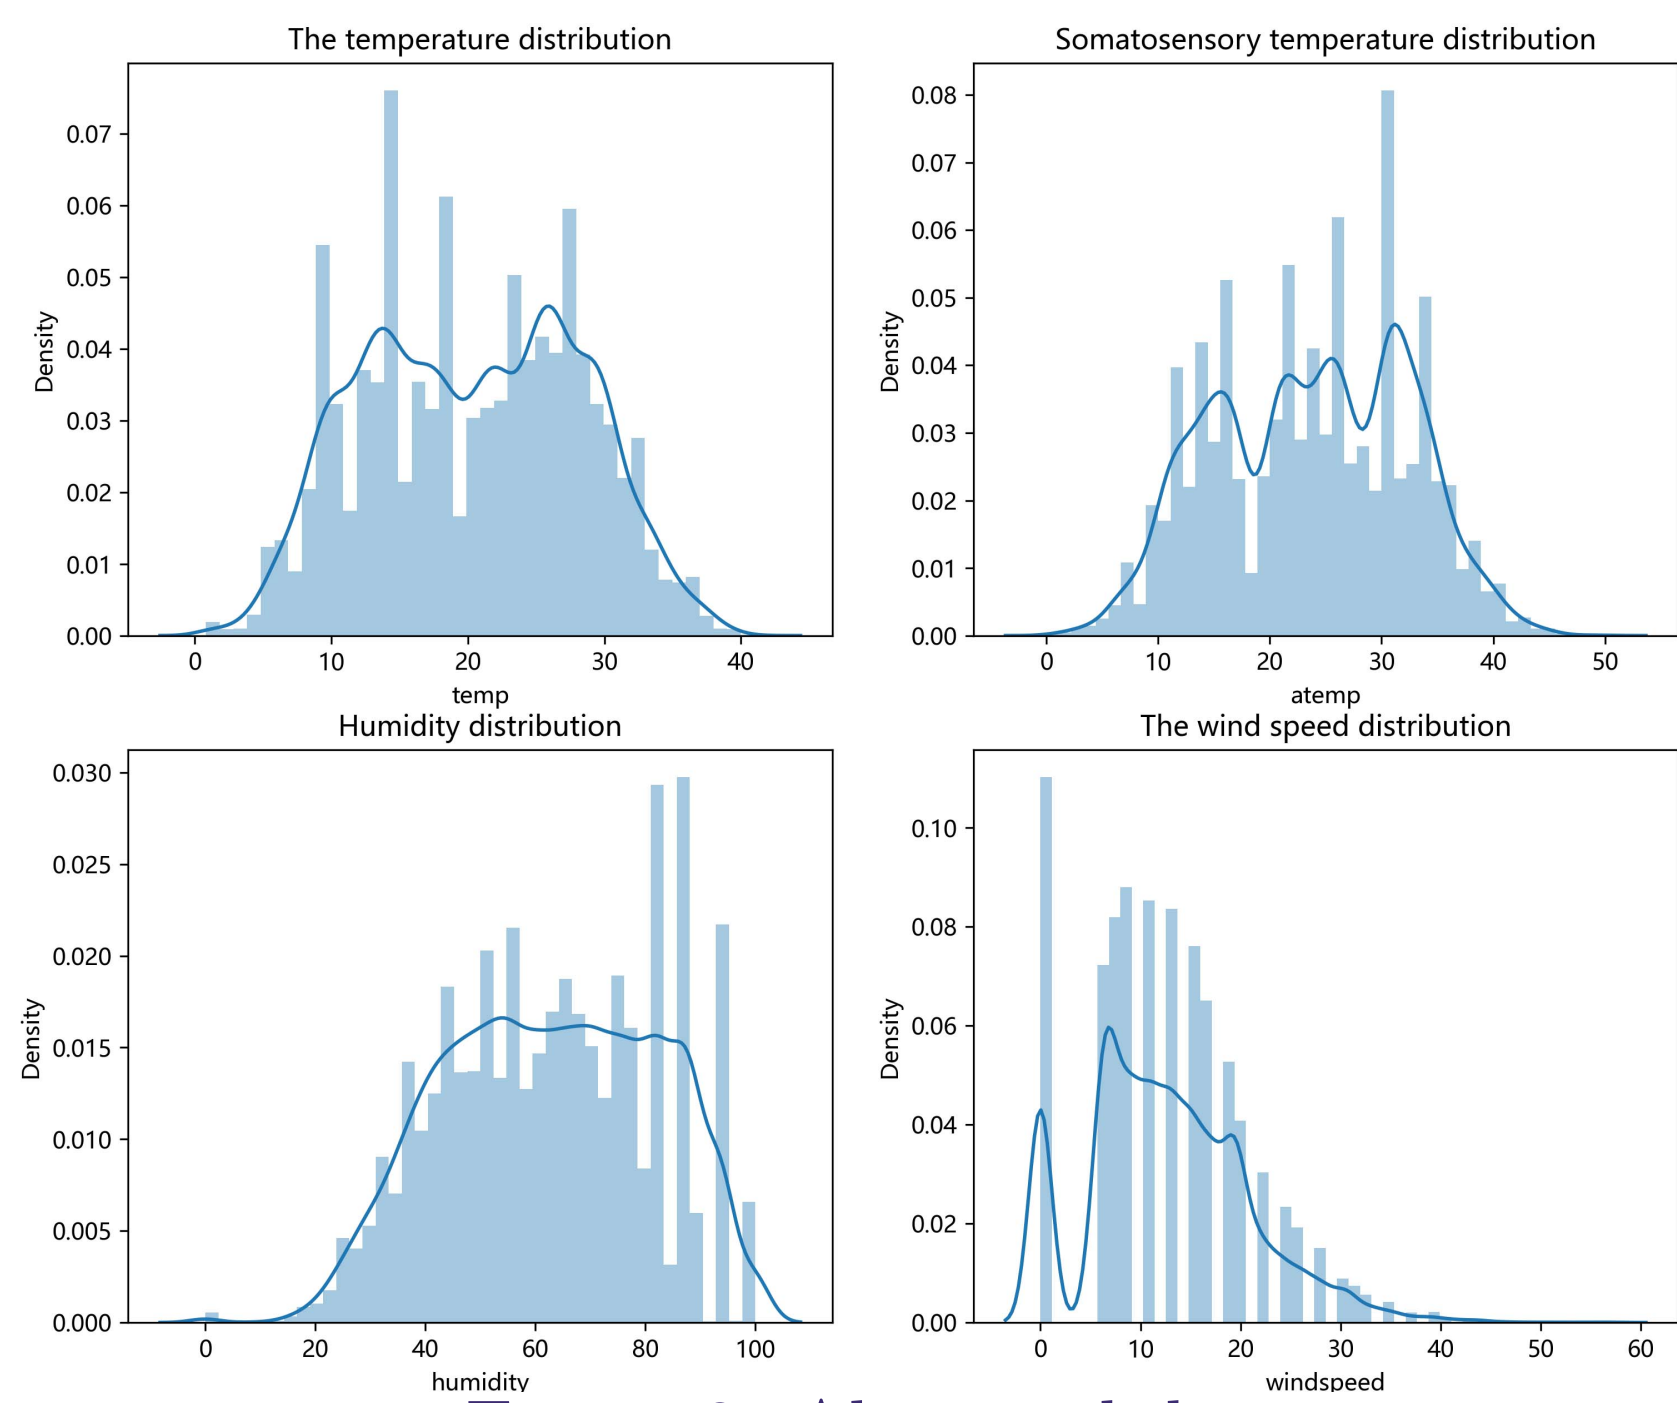 The temperature distribution
Density
0.07
0.06
0.05
0.04
0.03
0.02
0.01
0.00
0 10 20 30 40
temp
Somatosensory temperature distribution
Density
0.08
0.07
0.06
0.05
0.04
0.03
0.02
0.01
0.00
0 10 20 30 40 50
atemp
Humidity distribution
Density
0.030
0.025
0.020
0.015
0.010
0.005
0.000
0 20 40 60 80 100
humidity
The wind speed distribution
Density
0.10
0.08
0.06
0.04
0.02
0.00
0 10 20 30 40 50 60
windspeed